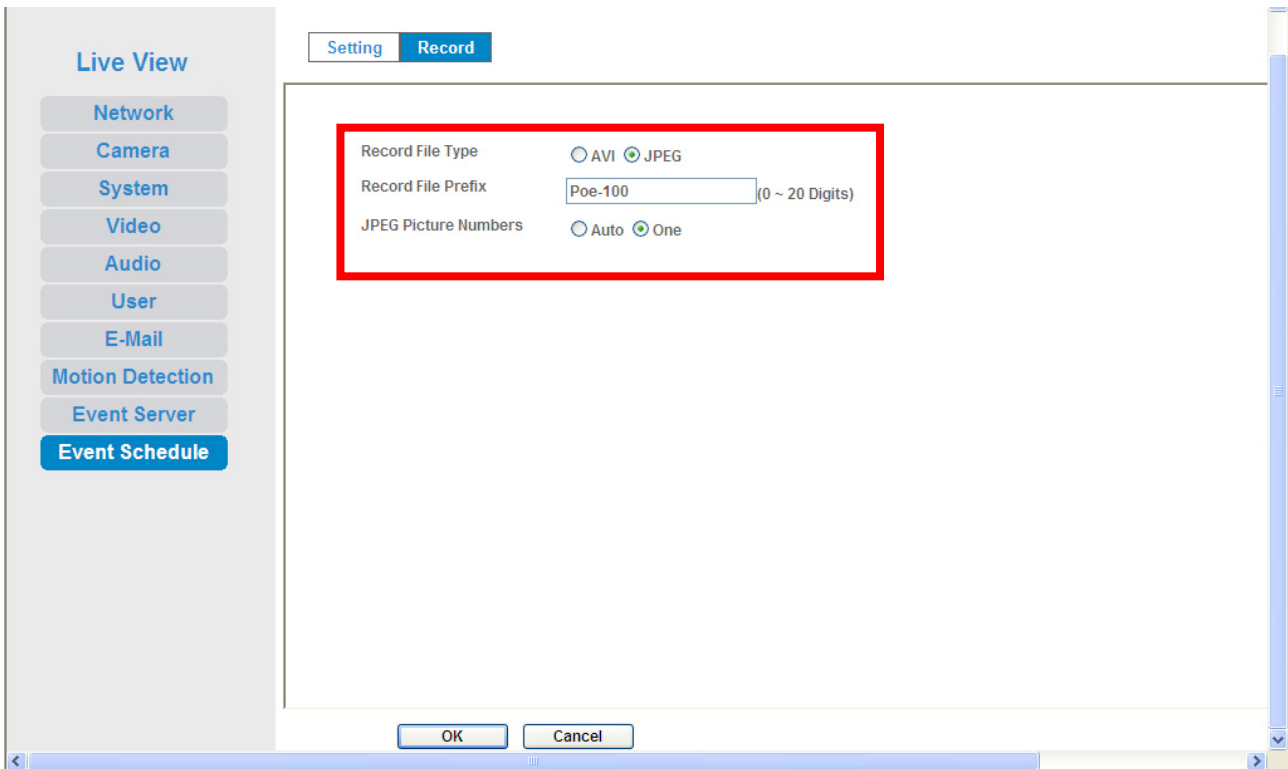 Live View
Network
Camera
System
Video
Audio
User
E-Mail
Motion Detection
Event Server
Event Schedule
Setting Record
Record File Type AVI JPEG
Record File Prefix Poe-100 (0 ~ 20 Digits)
JPEG Picture Numbers Auto One
OK Cancel